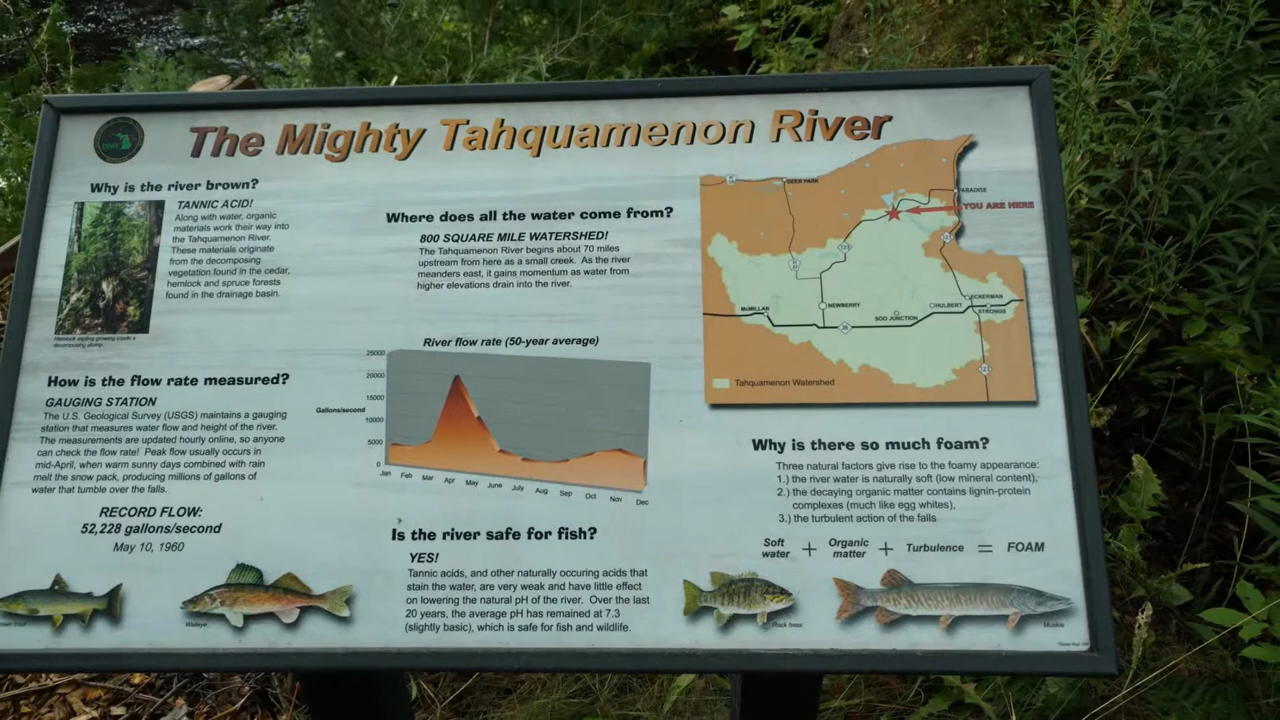 The Mighty Tahquamenon River
Why is the river brown?
TANNIC ACID!
Along with water, organic
materials work their way into
the Tahquamenon River.
These materials originate
from the decomposing
vegetation found in the cedar,
hemlock and spruce forests
found in the drainage basin.
Hemlock sapling growing inside a
decomposing stump.
How is the flow rate measured?
GAUGING STATION
The U.S. Geological Survey (USGS) maintains a gauging
station that measures water flow and height of the river.
The measurements are updated hourly online, so anyone
can check the flow rate! Peak flow usually occurs in
mid-April, when warm sunny days combined with rain
melt the snow pack, producing millions of gallons of
water that tumble over the falls.
RECORD FLOW:
52,228 gallons/second
May 10, 1960
trout
Walleye
Where does all the water come from?
800 SQUARE MILE WATERSHED!
The Tahquamenon River begins about 70 miles
upstream from here as a small creek. As the river
meanders east, it gains momentum as water from
higher elevations drain into the river.
River flow rate (50-year average)
25000
20000
15000
10000
5000
0
Gallons/second
Jan Feb Mar Apr May June July Aug Sep Oct Nov Dec
Is the river safe for fish?
YES!
Tannic acids, and other naturally occuring acids that
stain the water, are very weak and have little effect
on lowering the natural pH of the river. Over the last
20 years, the average pH has remained at 7.3
(slightly basic), which is safe for fish and wildlife.
DEER PARK
PARADISE
YOU ARE HERE
123
McMILLAN
NEWBERRY
SOO JUNCTION
HULBERT
ECKERMAN
STRONGS
28
Tahquamenon Watershed
Why is there so much foam?
Three natural factors give rise to the foamy appearance:
1.) the river water is naturally soft (low mineral content),
2.) the decaying organic matter contains lignin-protein
complexes (much like egg whites),
3.) the turbulent action of the falls
Soft water + Organic matter + Turbulence = FOAM
Rock bass
Muskie